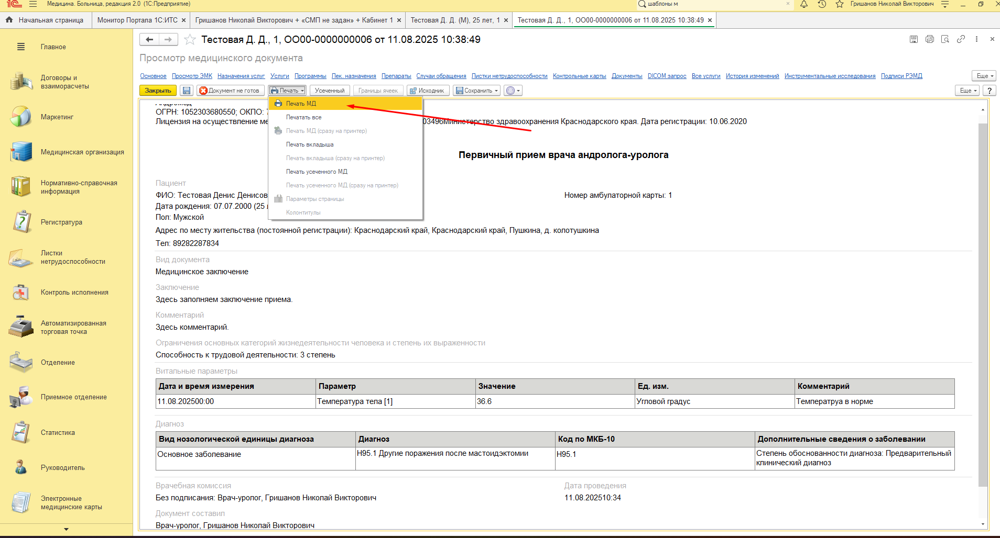 1С Медицина. Больница, редакция 2.0 (1С:Предприятие)
шаблоны м
Гришанов Николай Викторович
Начальная страница
Монитор Портала 1С:ИТС
Гришанов Николай Викторович + «СМП не задан» + Кабинет 1
Тестовая Д. Д. (М), 25 лет, 1
Тестовая Д. Д., 1, ОО00-0000000006 от 11.08.2025 10:38:49
Главное
Договоры и
взаиморасчеты
Маркетинг
Медицинская организация
Нормативно-справочная
информация
Регистратура
Листки
нетрудоспособности
Контроль исполнения
Автоматизированная
торговая точка
Отделение
Приемное отделение
Статистика
Руководитель
Электронные
медицинские карты
Тестовая Д. Д., 1, ОО00-0000000006 от 11.08.2025 10:38:49
Просмотр медицинского документа
Основное Просмотр ЭМК Назначения услуг Услуги Программы Лек. назначения Препараты Случаи обращения Листки нетрудоспособности Контрольные карты Документы DICOM запрос Все услуги История изменений Инструментальные исследования Подписи РЭМД Еще
Закрыть Документ не готов Печать Усеченный Границы ячеек Исходник Сохранить Еще ?
Печать МД
Печатать все
Печать МД (сразу на принтер)
Печать вкладыша
Печать вкладыша (сразу на принтер)
Печать усеченного МД
Печать усеченного МД (сразу на принтер)
Параметры страницы
Колонтитулы
ОГРН: 1052303680550; ОКПО: 7
Лицензия на осуществление ме 03496Министерство здравоохранения Краснодарского края. Дата регистрации: 10.06.2020
Первичный прием врача андролога-уролога
Пациент
ФИО: Тестовая Денис Денисов Номер амбулаторной карты: 1
Дата рождения: 07.07.2000 (25 л
Пол: Мужской
Адрес по месту жительства (постоянной регистрации): Краснодарский край, Краснодарский край, Пушкина, д. колотушкина
Тел: 89282287834
Вид документа
Медицинское заключение
Заключение
Здесь заполняем заключение приема.
Комментарий
Здесь комментарий.
Ограничения основных категорий жизнедеятельности человека и степень их выраженности
Способность к трудовой деятельности: 3 степень
Витальные параметры
Дата и время измерения Параметр Значение Ед. изм. Комментарий
11.08.202500:00 Температура тела [1] 36.6 Угловой градус Температруа в норме
Диагноз
Вид нозологической единицы диагноза Диагноз Код по МКБ-10 Дополнительные сведения о заболевании
Основное заболевание H95.1 Другие поражения после мастоидэктомии H95.1 Степень обоснованности диагноза: Предварительный
клинический диагноз
Врачебная комиссия Дата проведения
Без подписания: Врач-уролог, Гришанов Николай Викторович 11.08.202510:34
Документ составил
Врач-уролог, Гришанов Николай Викторович